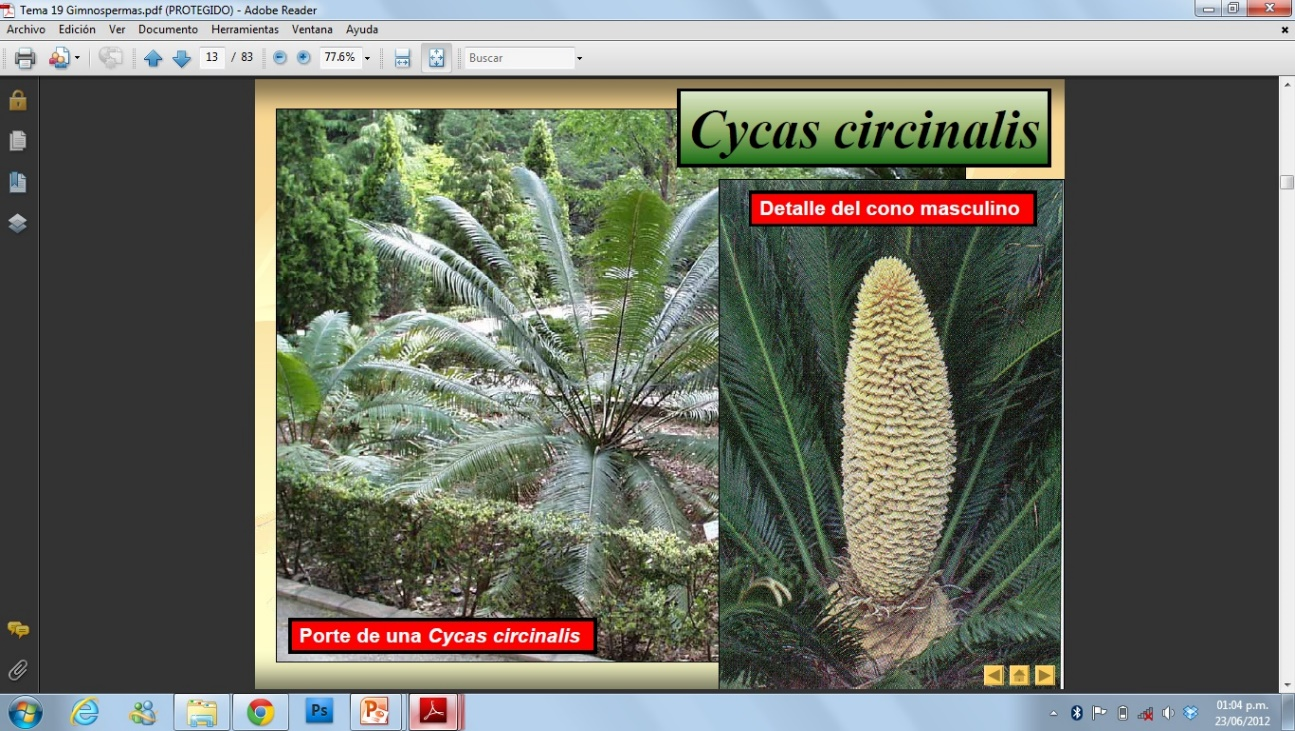 Tema 19 Gimnospermas.pdf (PROTEGIDO) - Adobe Reader
Archivo Edición Ver Documento Herramientas Ventana Ayuda
13 / 83 77.6% Buscar
Cycas circinalis
Detalle del cono masculino
Porte de una Cycas circinalis
Ps
01:04 p.m.
23/06/2012